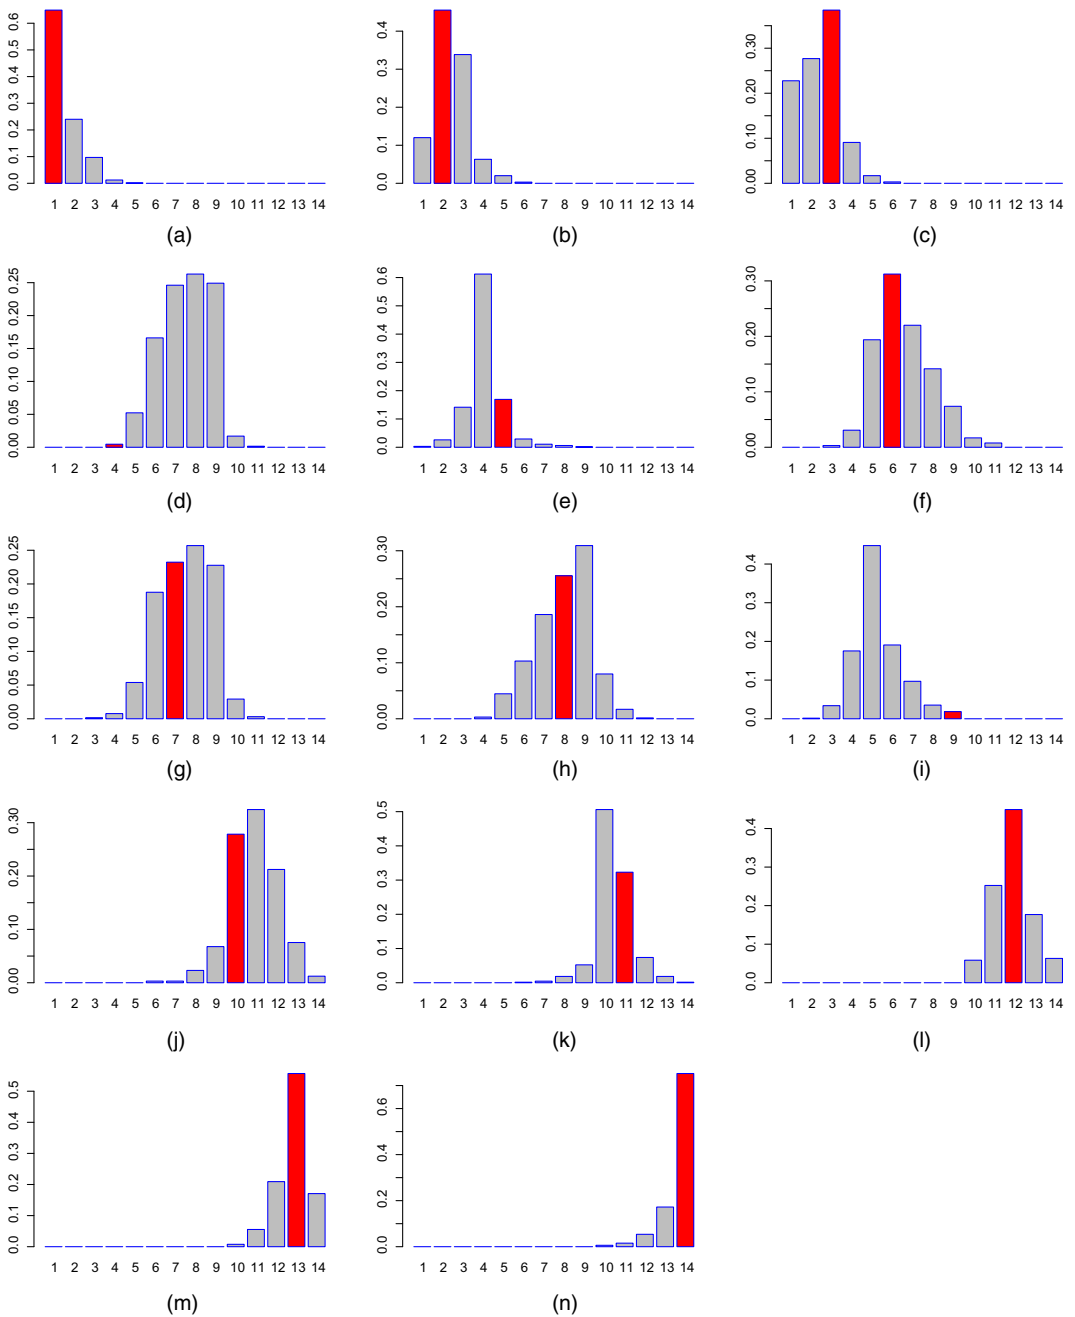 0.0 0.1 0.2 0.3 0.4 0.5 0.6
1 2 3 4 5 6 7 8 9 10 11 12 13 14
(a)
0.0 0.1 0.2 0.3 0.4
1 2 3 4 5 6 7 8 9 10 11 12 13 14
(b)
0.00 0.10 0.20 0.30
1 2 3 4 5 6 7 8 9 10 11 12 13 14
(c)
0.00 0.05 0.10 0.15 0.20 0.25
1 2 3 4 5 6 7 8 9 10 11 12 13 14
(d)
0.0 0.1 0.2 0.3 0.4 0.5 0.6
1 2 3 4 5 6 7 8 9 10 11 12 13 14
(e)
0.00 0.10 0.20 0.30
1 2 3 4 5 6 7 8 9 10 11 12 13 14
(f)
0.00 0.05 0.10 0.15 0.20 0.25
1 2 3 4 5 6 7 8 9 10 11 12 13 14
(g)
0.00 0.10 0.20 0.30
1 2 3 4 5 6 7 8 9 10 11 12 13 14
(h)
0.0 0.1 0.2 0.3 0.4
1 2 3 4 5 6 7 8 9 10 11 12 13 14
(i)
0.00 0.10 0.20 0.30
1 2 3 4 5 6 7 8 9 10 11 12 13 14
(j)
0.0 0.1 0.2 0.3 0.4 0.5
1 2 3 4 5 6 7 8 9 10 11 12 13 14
(k)
0.0 0.1 0.2 0.3 0.4
1 2 3 4 5 6 7 8 9 10 11 12 13 14
(l)
0.0 0.1 0.2 0.3 0.4 0.5
1 2 3 4 5 6 7 8 9 10 11 12 13 14
(m)
0.0 0.2 0.4 0.6
1 2 3 4 5 6 7 8 9 10 11 12 13 14
(n)